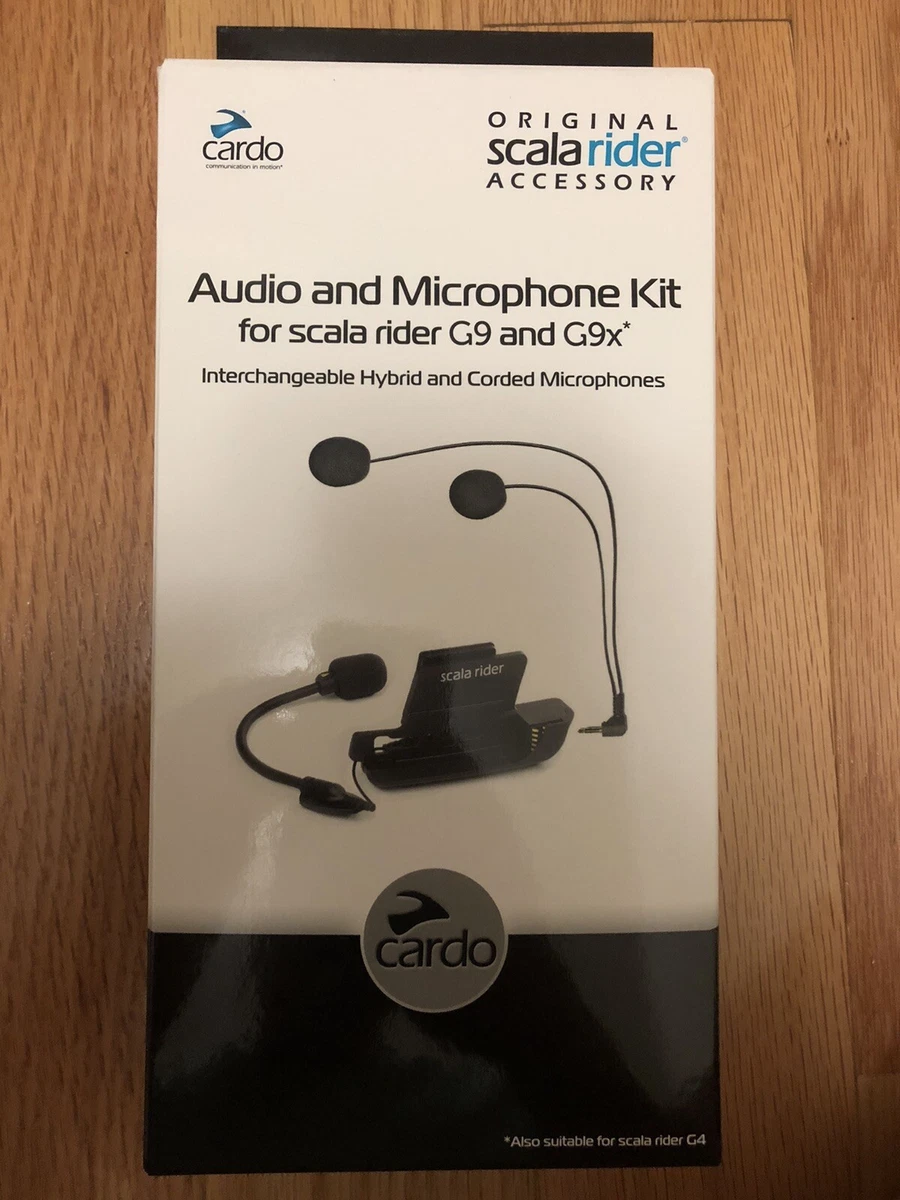 cardo
communication in motion*
ORIGINAL
scala rider®
ACCESSORY
Audio and Microphone Kit
for scala rider G9 and G9x*
Interchangeable Hybrid and Corded Microphones
scala rider
cardo
*Also suitable for scala rider G4